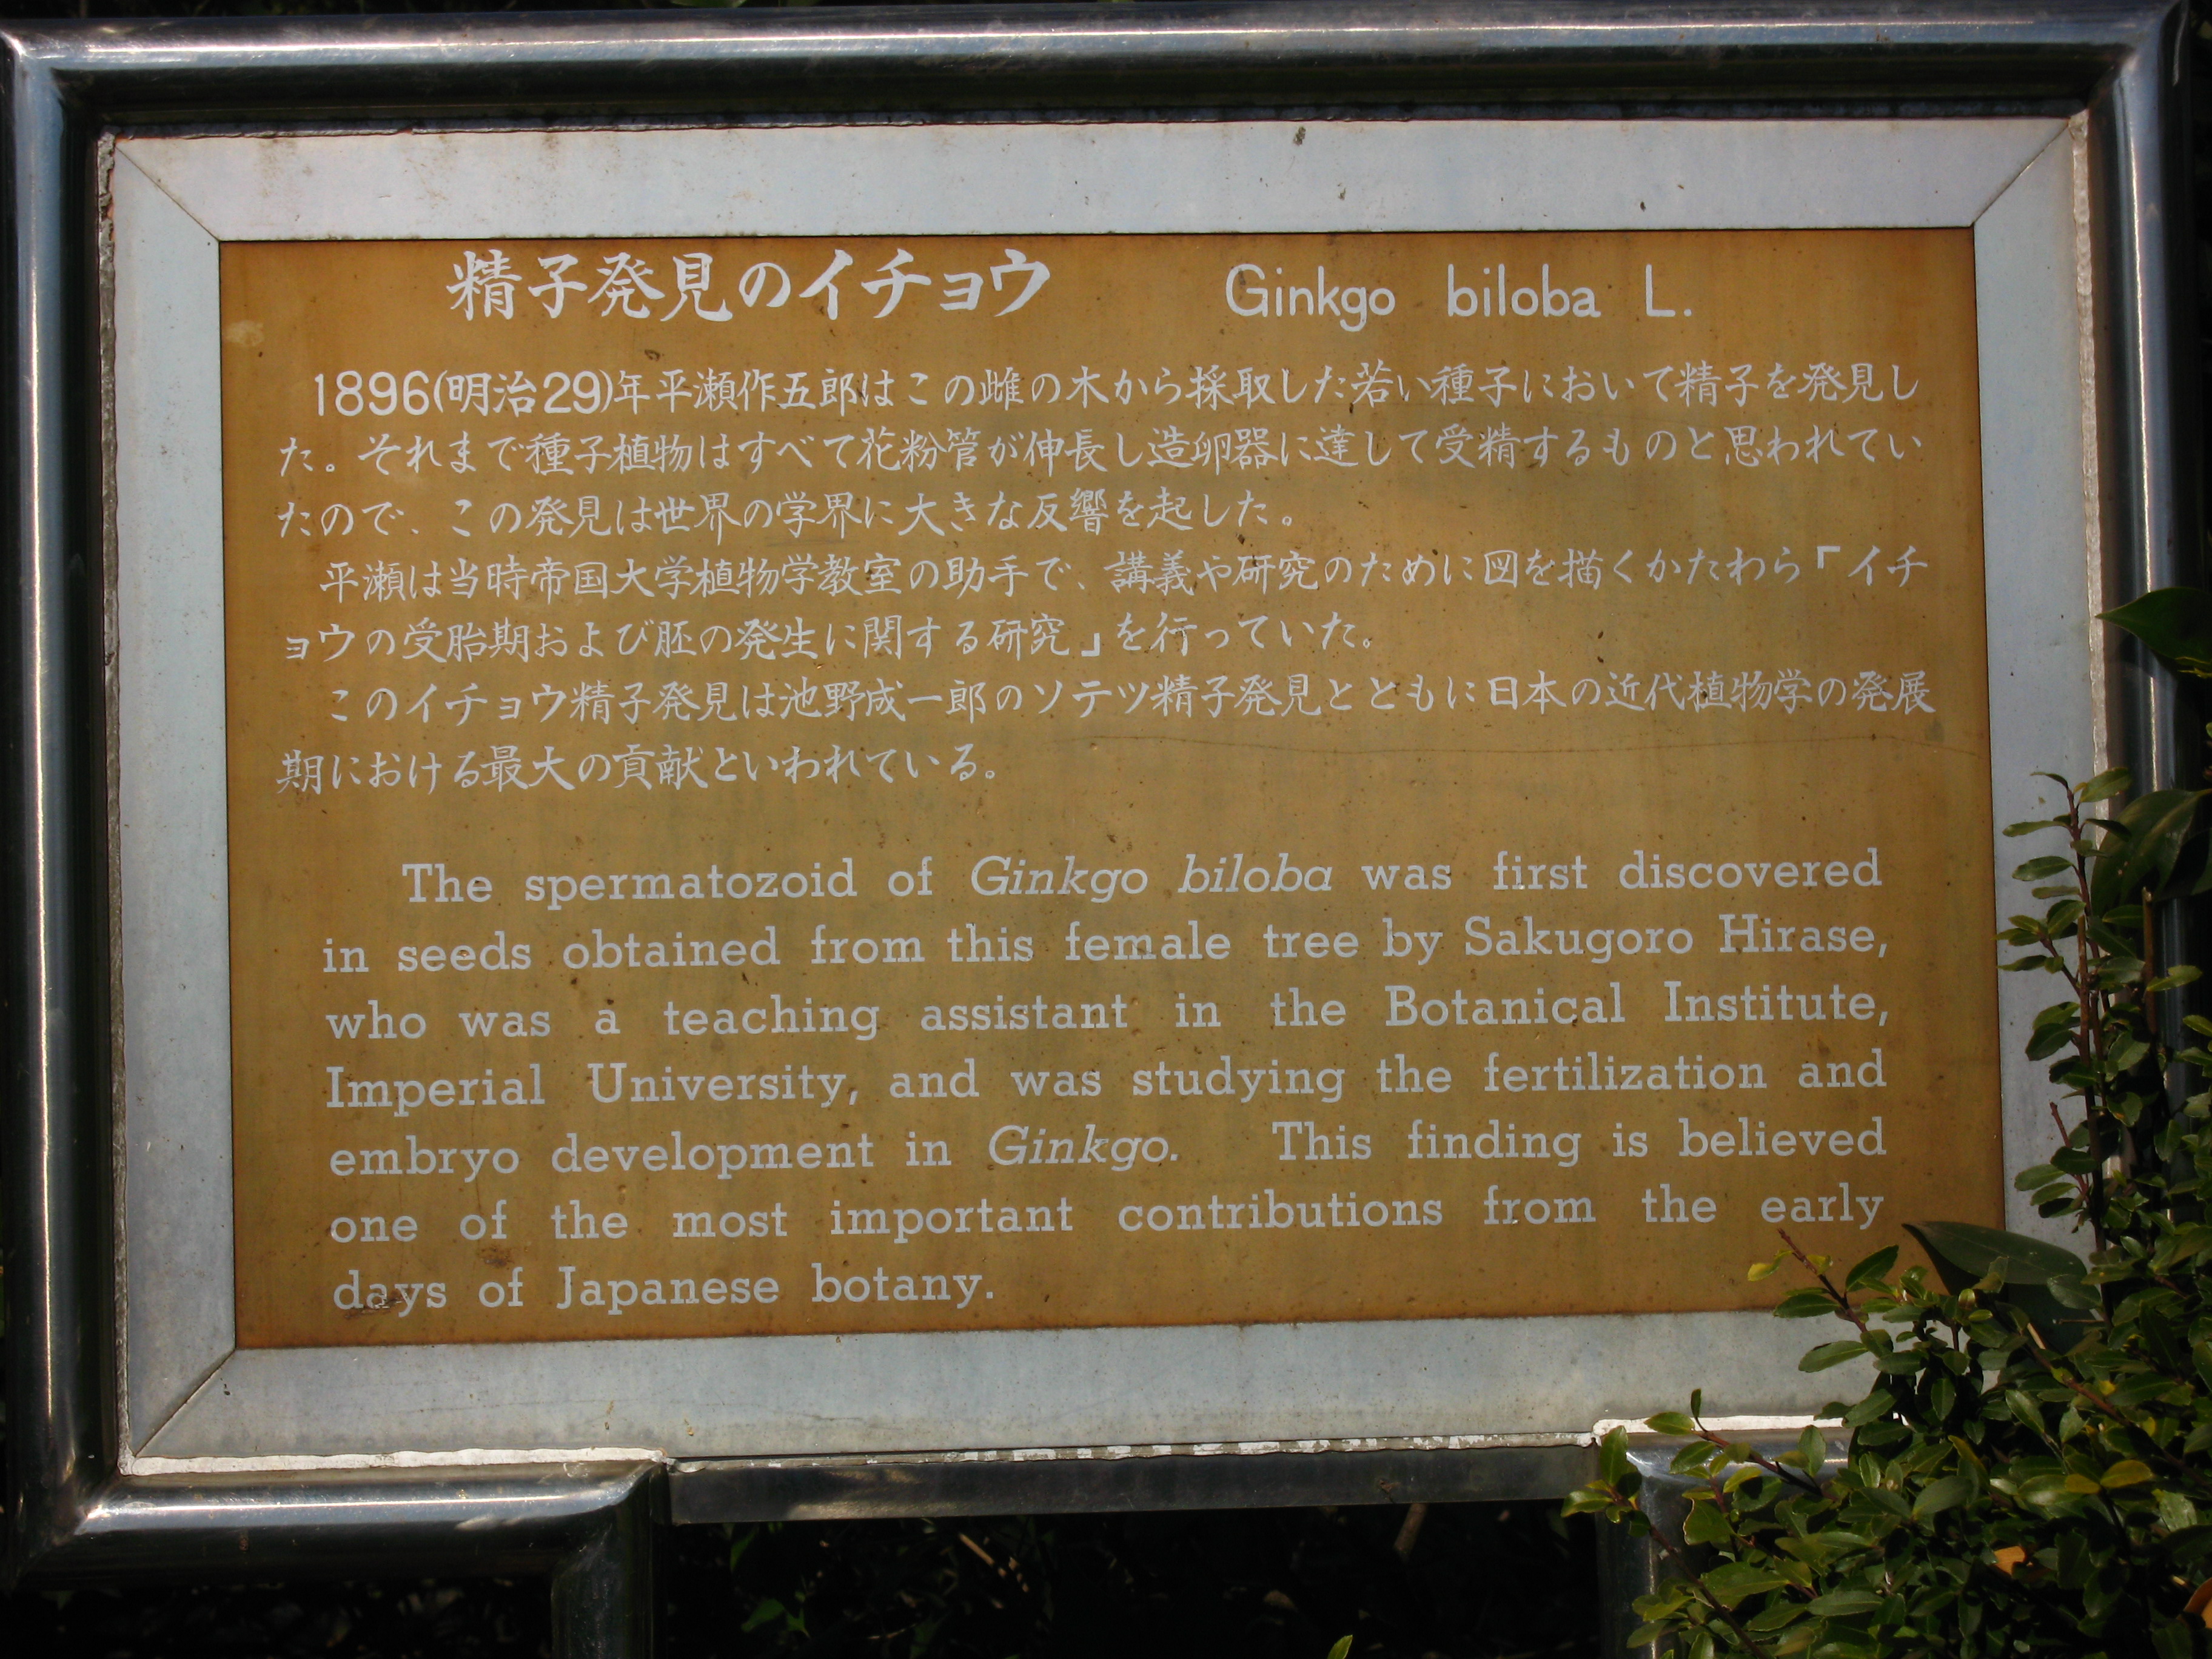 精子発見のイチョウ Ginkgo biloba L.
1896(明治29)年平瀬作五郎はこの雌の木から採取した若い種子において精子を発見し
た。それまで種子植物はすべて花粉管が伸長し造卵器に達して受精するものと思われてい
たので、この発見は世界の学界に大きな反響を起した。
平瀬は当時帝国大学植物学教室の助手で、講義や研究のために図を描くかたわら「イチ
ョウの受胎期および胚の発生に関する研究」を行っていた。
このイチョウ精子発見は池野成一郎のソテツ精子発見とともに日本の近代植物学の発展
期における最大の貢献といわれている。
The spermatozoid of Ginkgo biloba was first discovered
in seeds obtained from this female tree by Sakugoro Hirase,
who was a teaching assistant in the Botanical Institute,
Imperial University, and was studying the fertilization and
embryo development in Ginkgo. This finding is believed
one of the most important contributions from the early
days of Japanese botany.